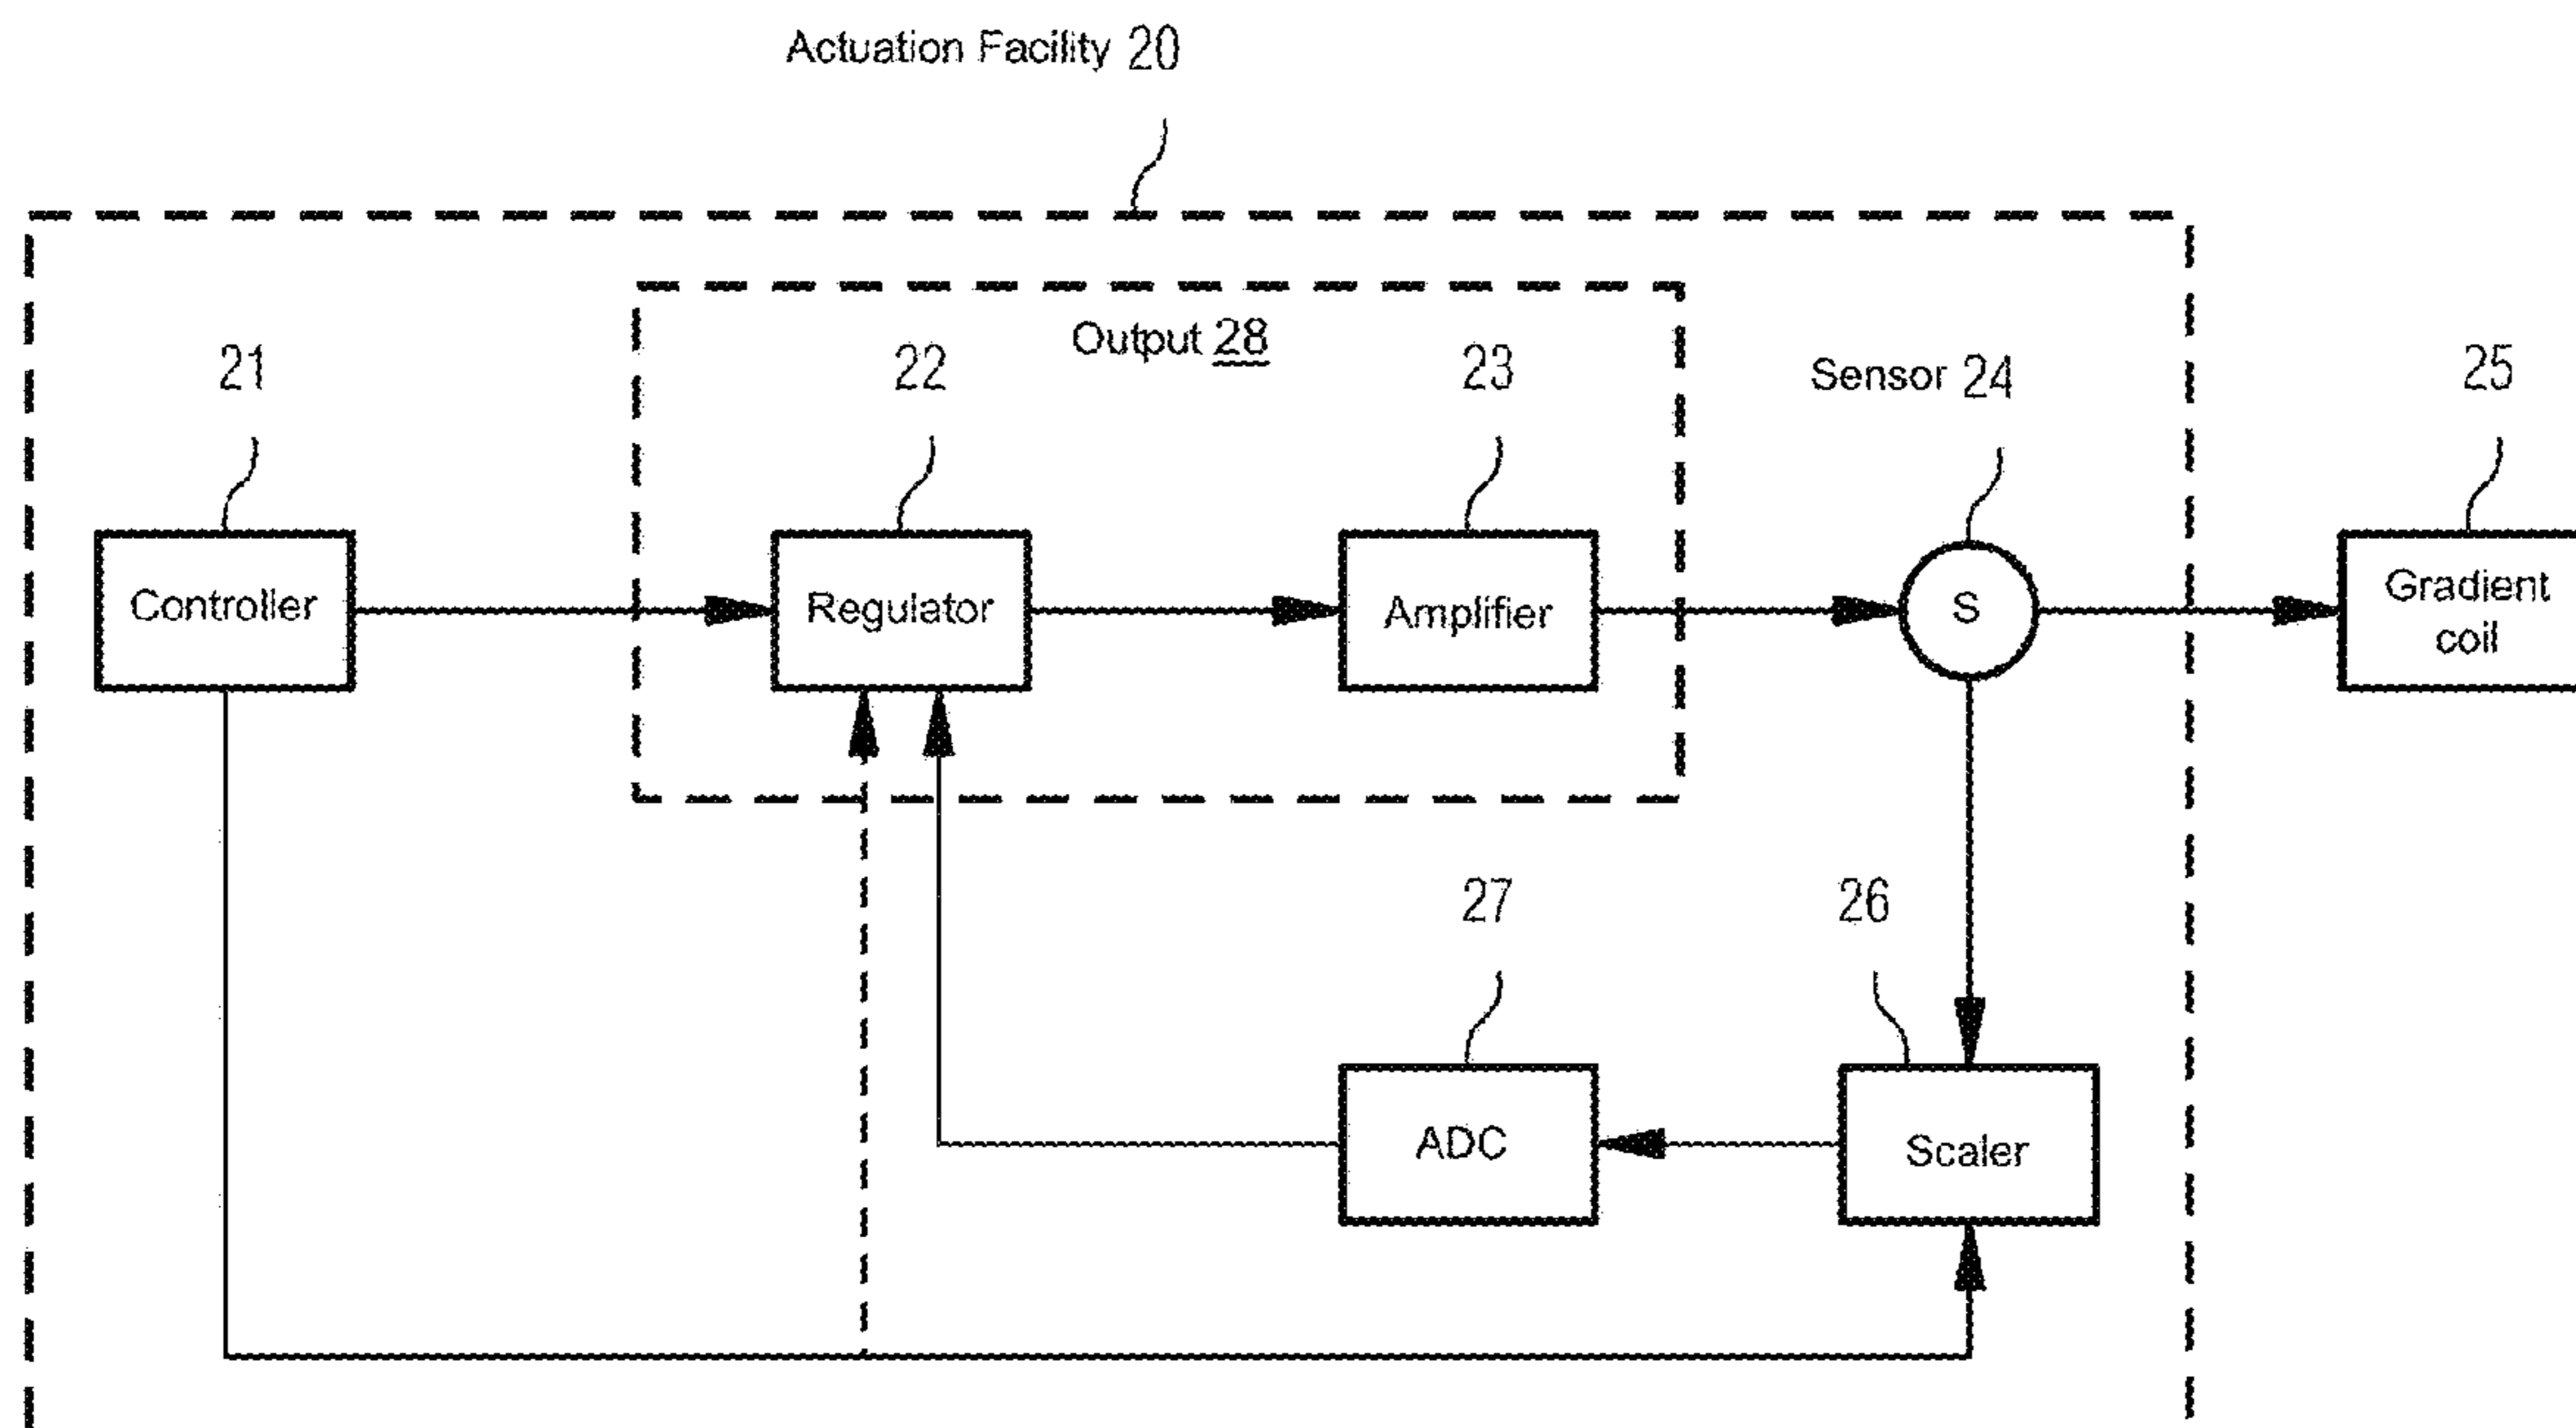 Actuation Facility 20
Output 28
21
22
23
Sensor 24
25
Controller
Regulator
Amplifier
S
Gradient
coil
27
26
ADC
Scaler